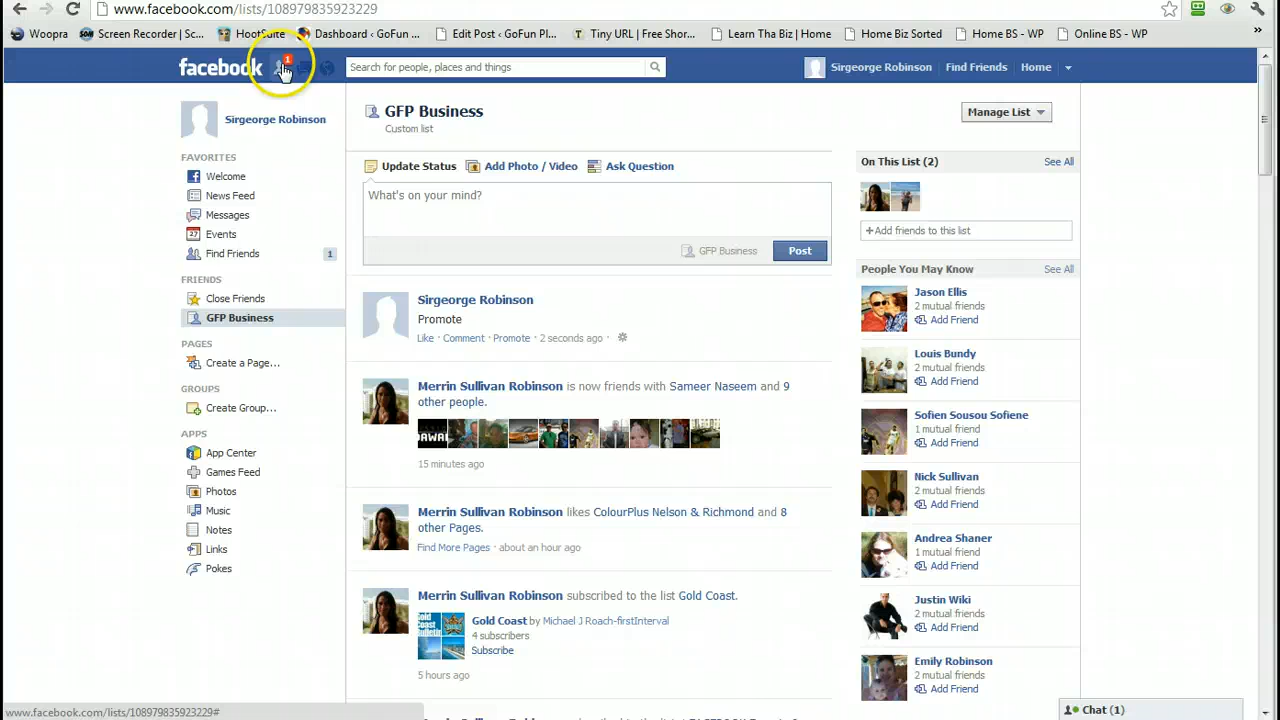 www.facebook.com/lists/108979835923229
Woopra
Screen Recorder | Sc...
HootSuite
Dashboard ‹ GoFun ...
Edit Post ‹ GoFun Pl...
Tiny URL | Free Shor...
Learn Tha Biz | Home
Home Biz Sorted
Home BS - WP
Online BS - WP
»
facebook
1
Search for people, places and things
Sirgeorge Robinson
Find Friends
Home
Sirgeorge Robinson
FAVORITES
Welcome
News Feed
Messages
27 Events
Find Friends 1
FRIENDS
Close Friends
GFP Business
PAGES
Create a Page...
GROUPS
Create Group...
APPS
App Center
Games Feed
Photos
Music
Notes
Links
Pokes
GFP Business
Custom list
Manage List
Update Status
Add Photo / Video
Ask Question
What's on your mind?
GFP Business
Post
Sirgeorge Robinson
Promote
Like · Comment · Promote · 2 seconds ago ·
Merrin Sullivan Robinson is now friends with Sameer Naseem and 9
other people.
15 minutes ago
Merrin Sullivan Robinson likes ColourPlus Nelson & Richmond and 8
other Pages.
Find More Pages · about an hour ago
Merrin Sullivan Robinson subscribed to the list Gold Coast.
Gold Coast by Michael J Roach-firstInterval
4 subscribers
Subscribe
5 hours ago
On This List (2)
See All
+Add friends to this list
People You May Know
See All
Jason Ellis
2 mutual friends
Add Friend
Louis Bundy
2 mutual friends
Add Friend
Sofien Sousou Sofiene
1 mutual friend
Add Friend
Nick Sullivan
2 mutual friends
Add Friend
Andrea Shaner
1 mutual friend
Add Friend
Justin Wiki
2 mutual friends
Add Friend
Emily Robinson
2 mutual friends
Add Friend
www.facebook.com/lists/108979835923229#
Chat (1)